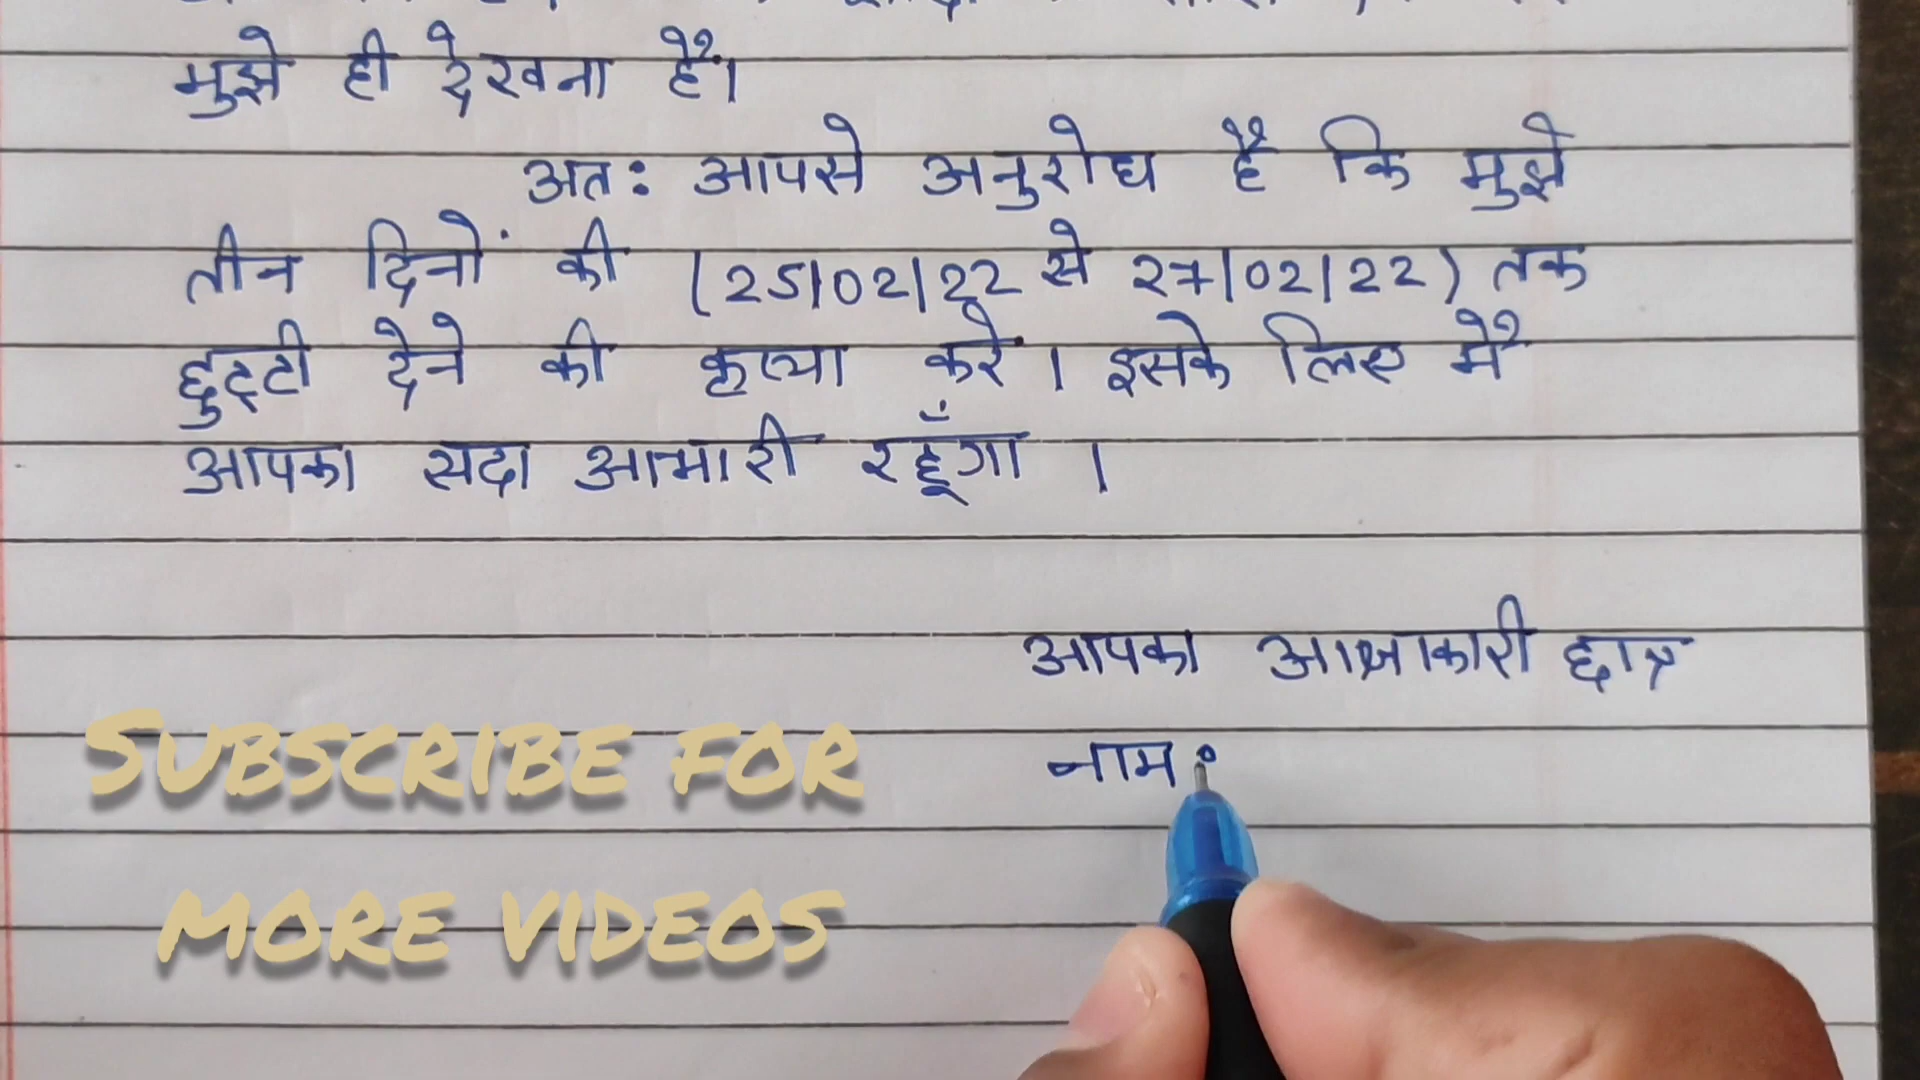 मुझे ही देखना है।
अतः आपसे अनुरोध है कि मुझे
तीन दिनों की (25/02/22 से 27/02/22) तक
छुट्टी देने की कृप्या करें। इसके लिए मै
आपका सदा आभारी रहूँगा।
आपका आज्ञाकारी छात्र
नाम:
SUBSCRIBE FOR
MORE VIDEOS